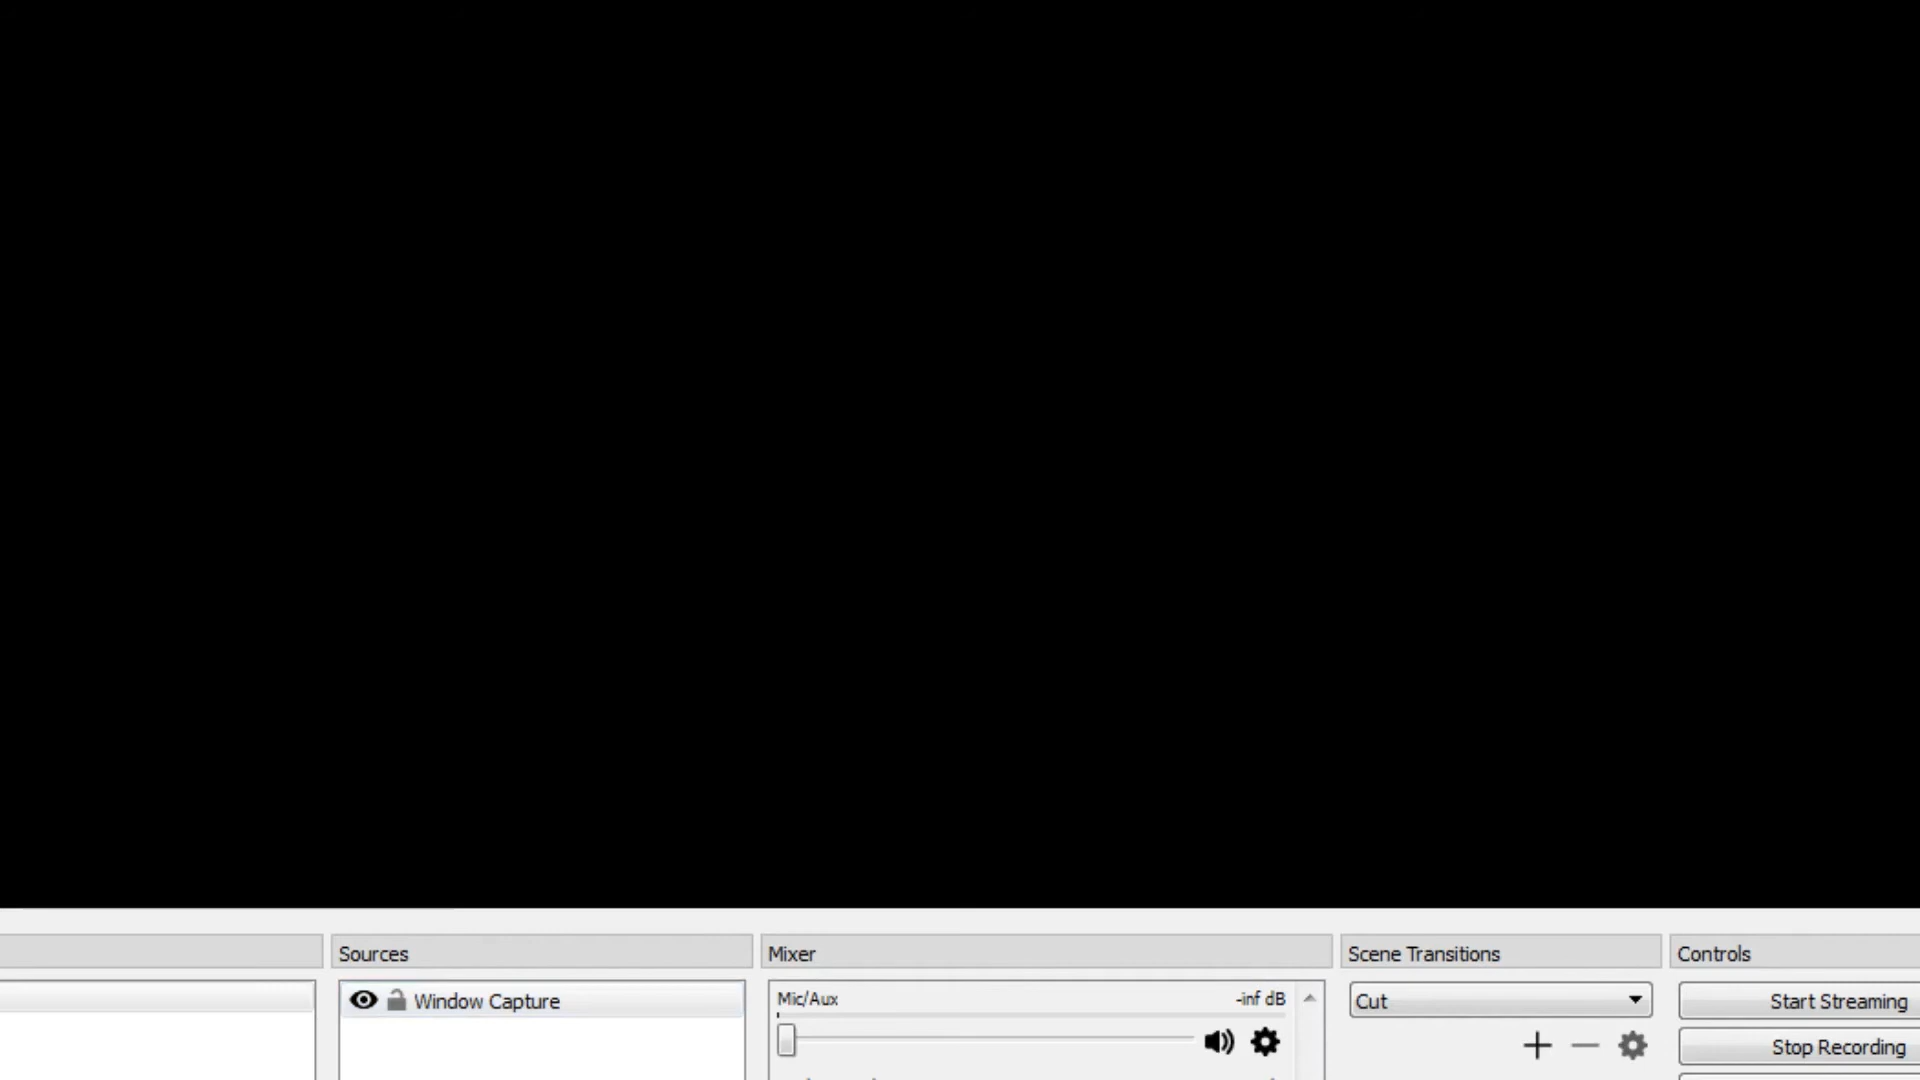 Sources
Mixer
Scene Transitions
Controls
Window Capture
Mic/Aux
-inf dB
Cut
Start Streaming
Stop Recording